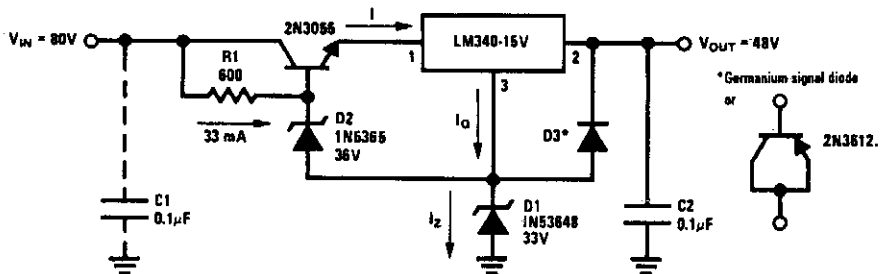 V_IN = 80V
2N3055
I
LM340-15V
1
2
3
V_OUT = 48V
R1
600
33 mA
D2
1N5365
36V
I_Q
D3*
*Germanium signal diode
or
2N3612.
C1
0.1μF
I_Z
D1
1N5364B
33V
C2
0.1μF